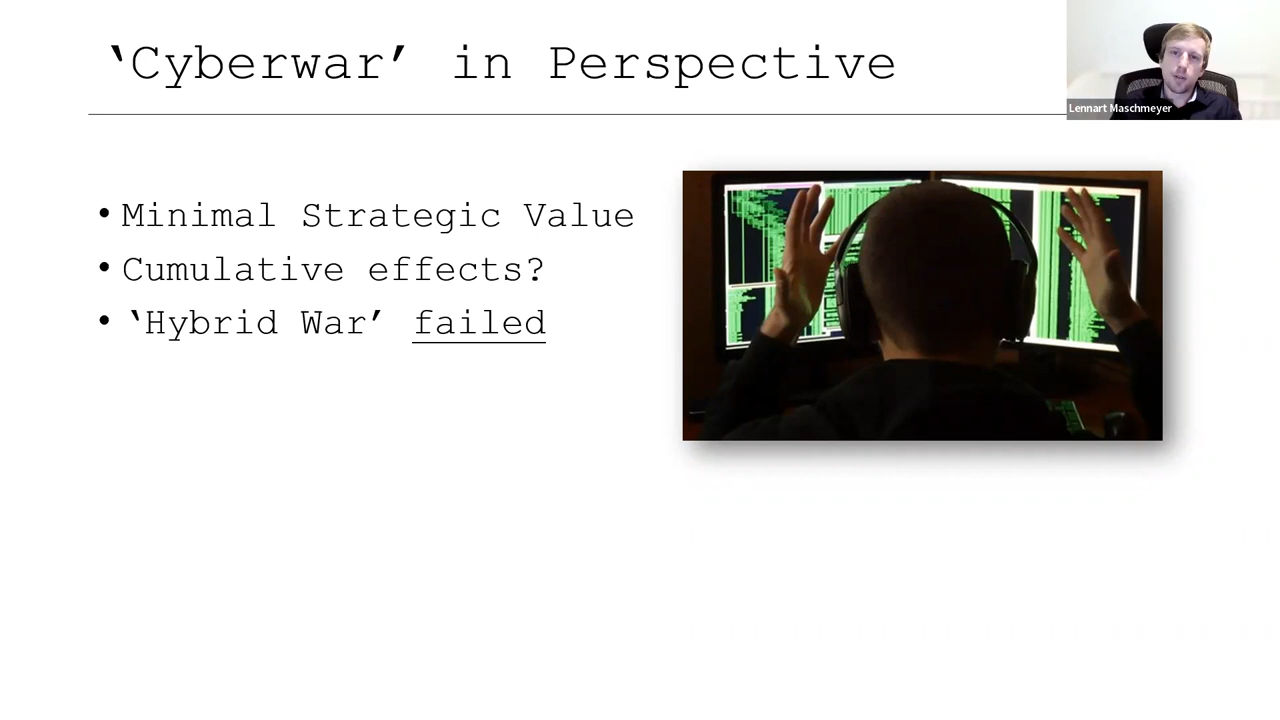 ‘Cyberwar’ in Perspective
Lennart Maschmeyer
• Minimal Strategic Value
• Cumulative effects?
• ‘Hybrid War’ failed